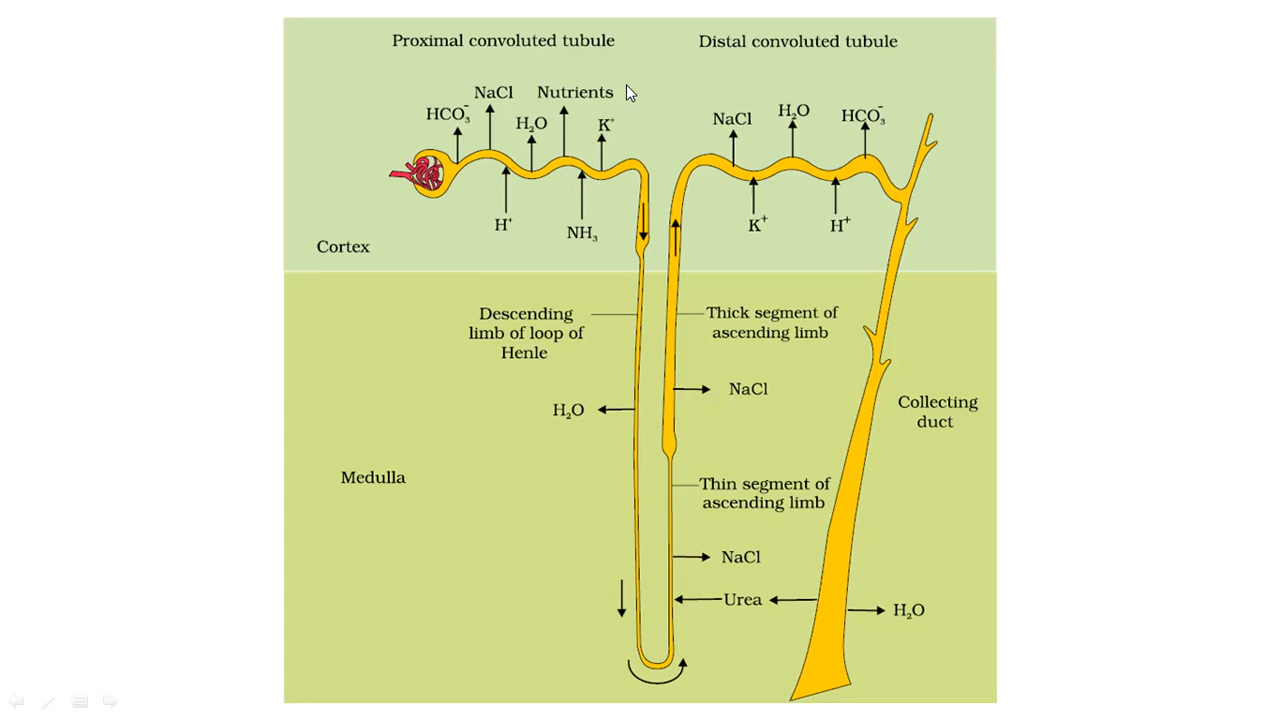 Proximal convoluted tubule
Distal convoluted tubule
HCO₃⁻
NaCl
H₂O
Nutrients
K⁺
H⁺
NH₃
NaCl
H₂O
HCO₃⁻
K⁺
H⁺
Cortex
Descending
limb of loop of
Henle
Thick segment of
ascending limb
NaCl
H₂O
Collecting
duct
Medulla
Thin segment of
ascending limb
NaCl
Urea
H₂O